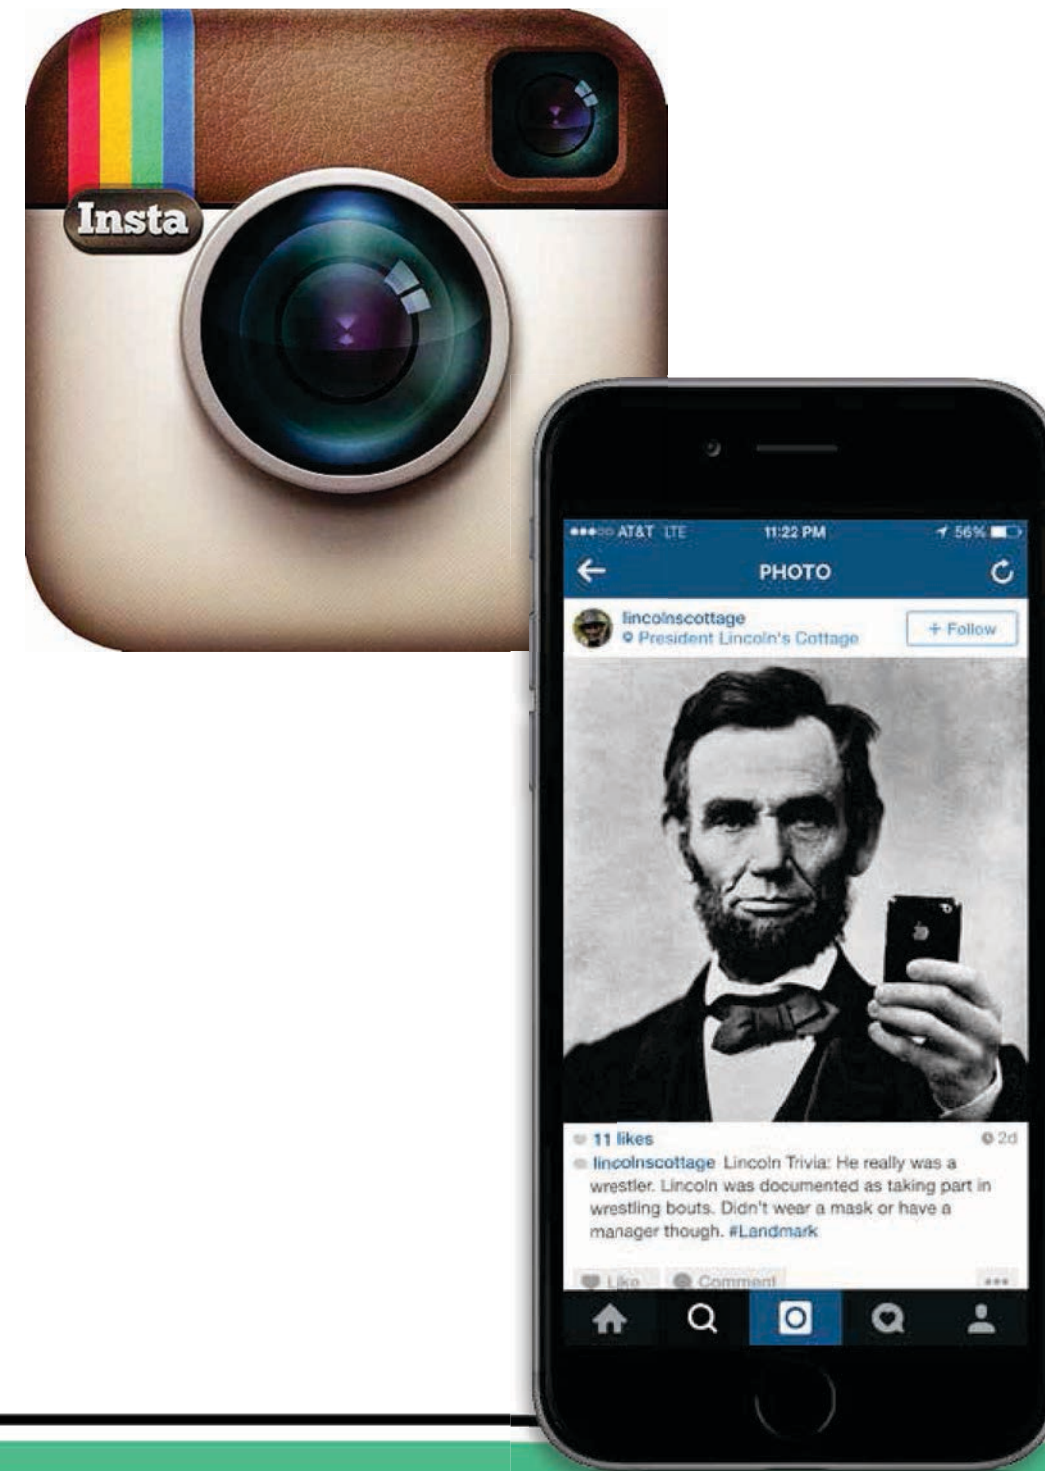 Insta
AT&T LTE 11:22 PM 56%
PHOTO
lincolnscottage
President Lincoln's Cottage
+ Follow
11 likes 2d
lincolnscottage Lincoln Trivia: He really was a
wrestler. Lincoln was documented as taking part in
wrestling bouts. Didn't wear a mask or have a
manager though. #Landmark
Like Comment